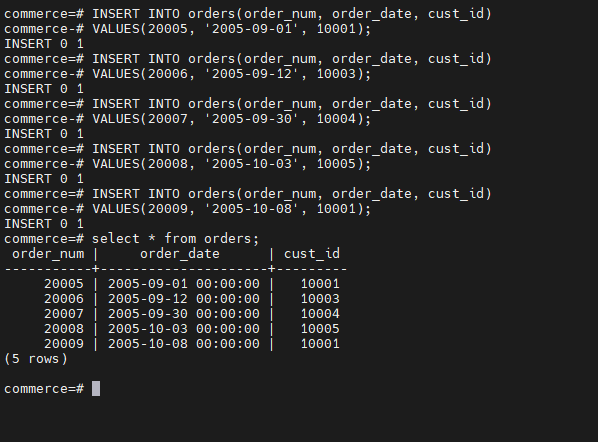 commerce=# INSERT INTO orders(order_num, order_date, cust_id)
commerce-# VALUES(20005, '2005-09-01', 10001);
INSERT 0 1
commerce=# INSERT INTO orders(order_num, order_date, cust_id)
commerce-# VALUES(20006, '2005-09-12', 10003);
INSERT 0 1
commerce=# INSERT INTO orders(order_num, order_date, cust_id)
commerce-# VALUES(20007, '2005-09-30', 10004);
INSERT 0 1
commerce=# INSERT INTO orders(order_num, order_date, cust_id)
commerce-# VALUES(20008, '2005-10-03', 10005);
INSERT 0 1
commerce=# INSERT INTO orders(order_num, order_date, cust_id)
commerce-# VALUES(20009, '2005-10-08', 10001);
INSERT 0 1
commerce=# select * from orders;
 order_num |     order_date      | cust_id
-----------+---------------------+---------
     20005 | 2005-09-01 00:00:00 |   10001
     20006 | 2005-09-12 00:00:00 |   10003
     20007 | 2005-09-30 00:00:00 |   10004
     20008 | 2005-10-03 00:00:00 |   10005
     20009 | 2005-10-08 00:00:00 |   10001
(5 rows)
commerce=#